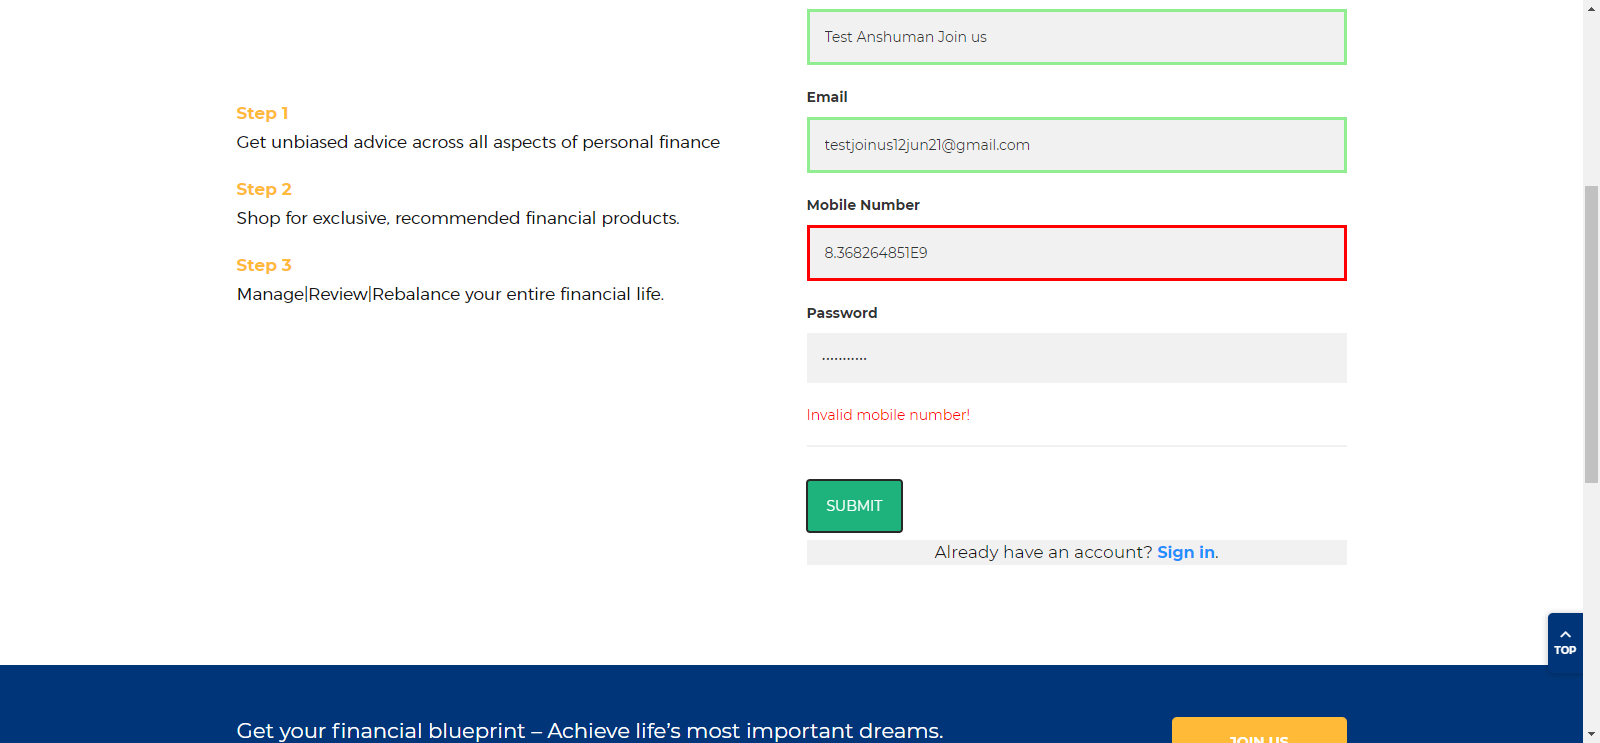 Step 1
Get unbiased advice across all aspects of personal finance
Step 2
Shop for exclusive, recommended financial products.
Step 3
Manage|Review|Rebalance your entire financial life.
Test Anshuman Join us
Email
testjoinus12jun21@gmail.com
Mobile Number
8.368264851E9
Password
...........
Invalid mobile number!
SUBMIT
Already have an account? Sign in.
TOP
Get your financial blueprint – Achieve life's most important dreams.
JOIN US